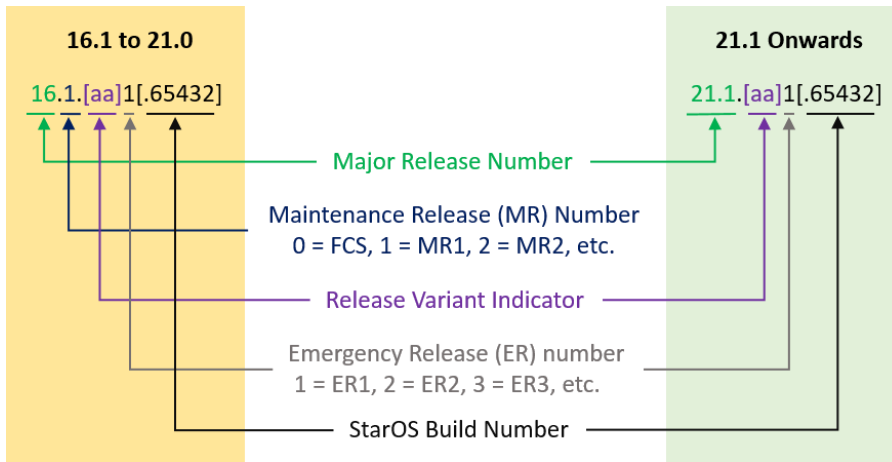 16.1 to 21.0
21.1 Onwards
16.1.[aa]1[.65432]
21.1.[aa]1[.65432]
Major Release Number
Maintenance Release (MR) Number
0 = FCS, 1 = MR1, 2 = MR2, etc.
Release Variant Indicator
Emergency Release (ER) number
1 = ER1, 2 = ER2, 3 = ER3, etc.
StarOS Build Number